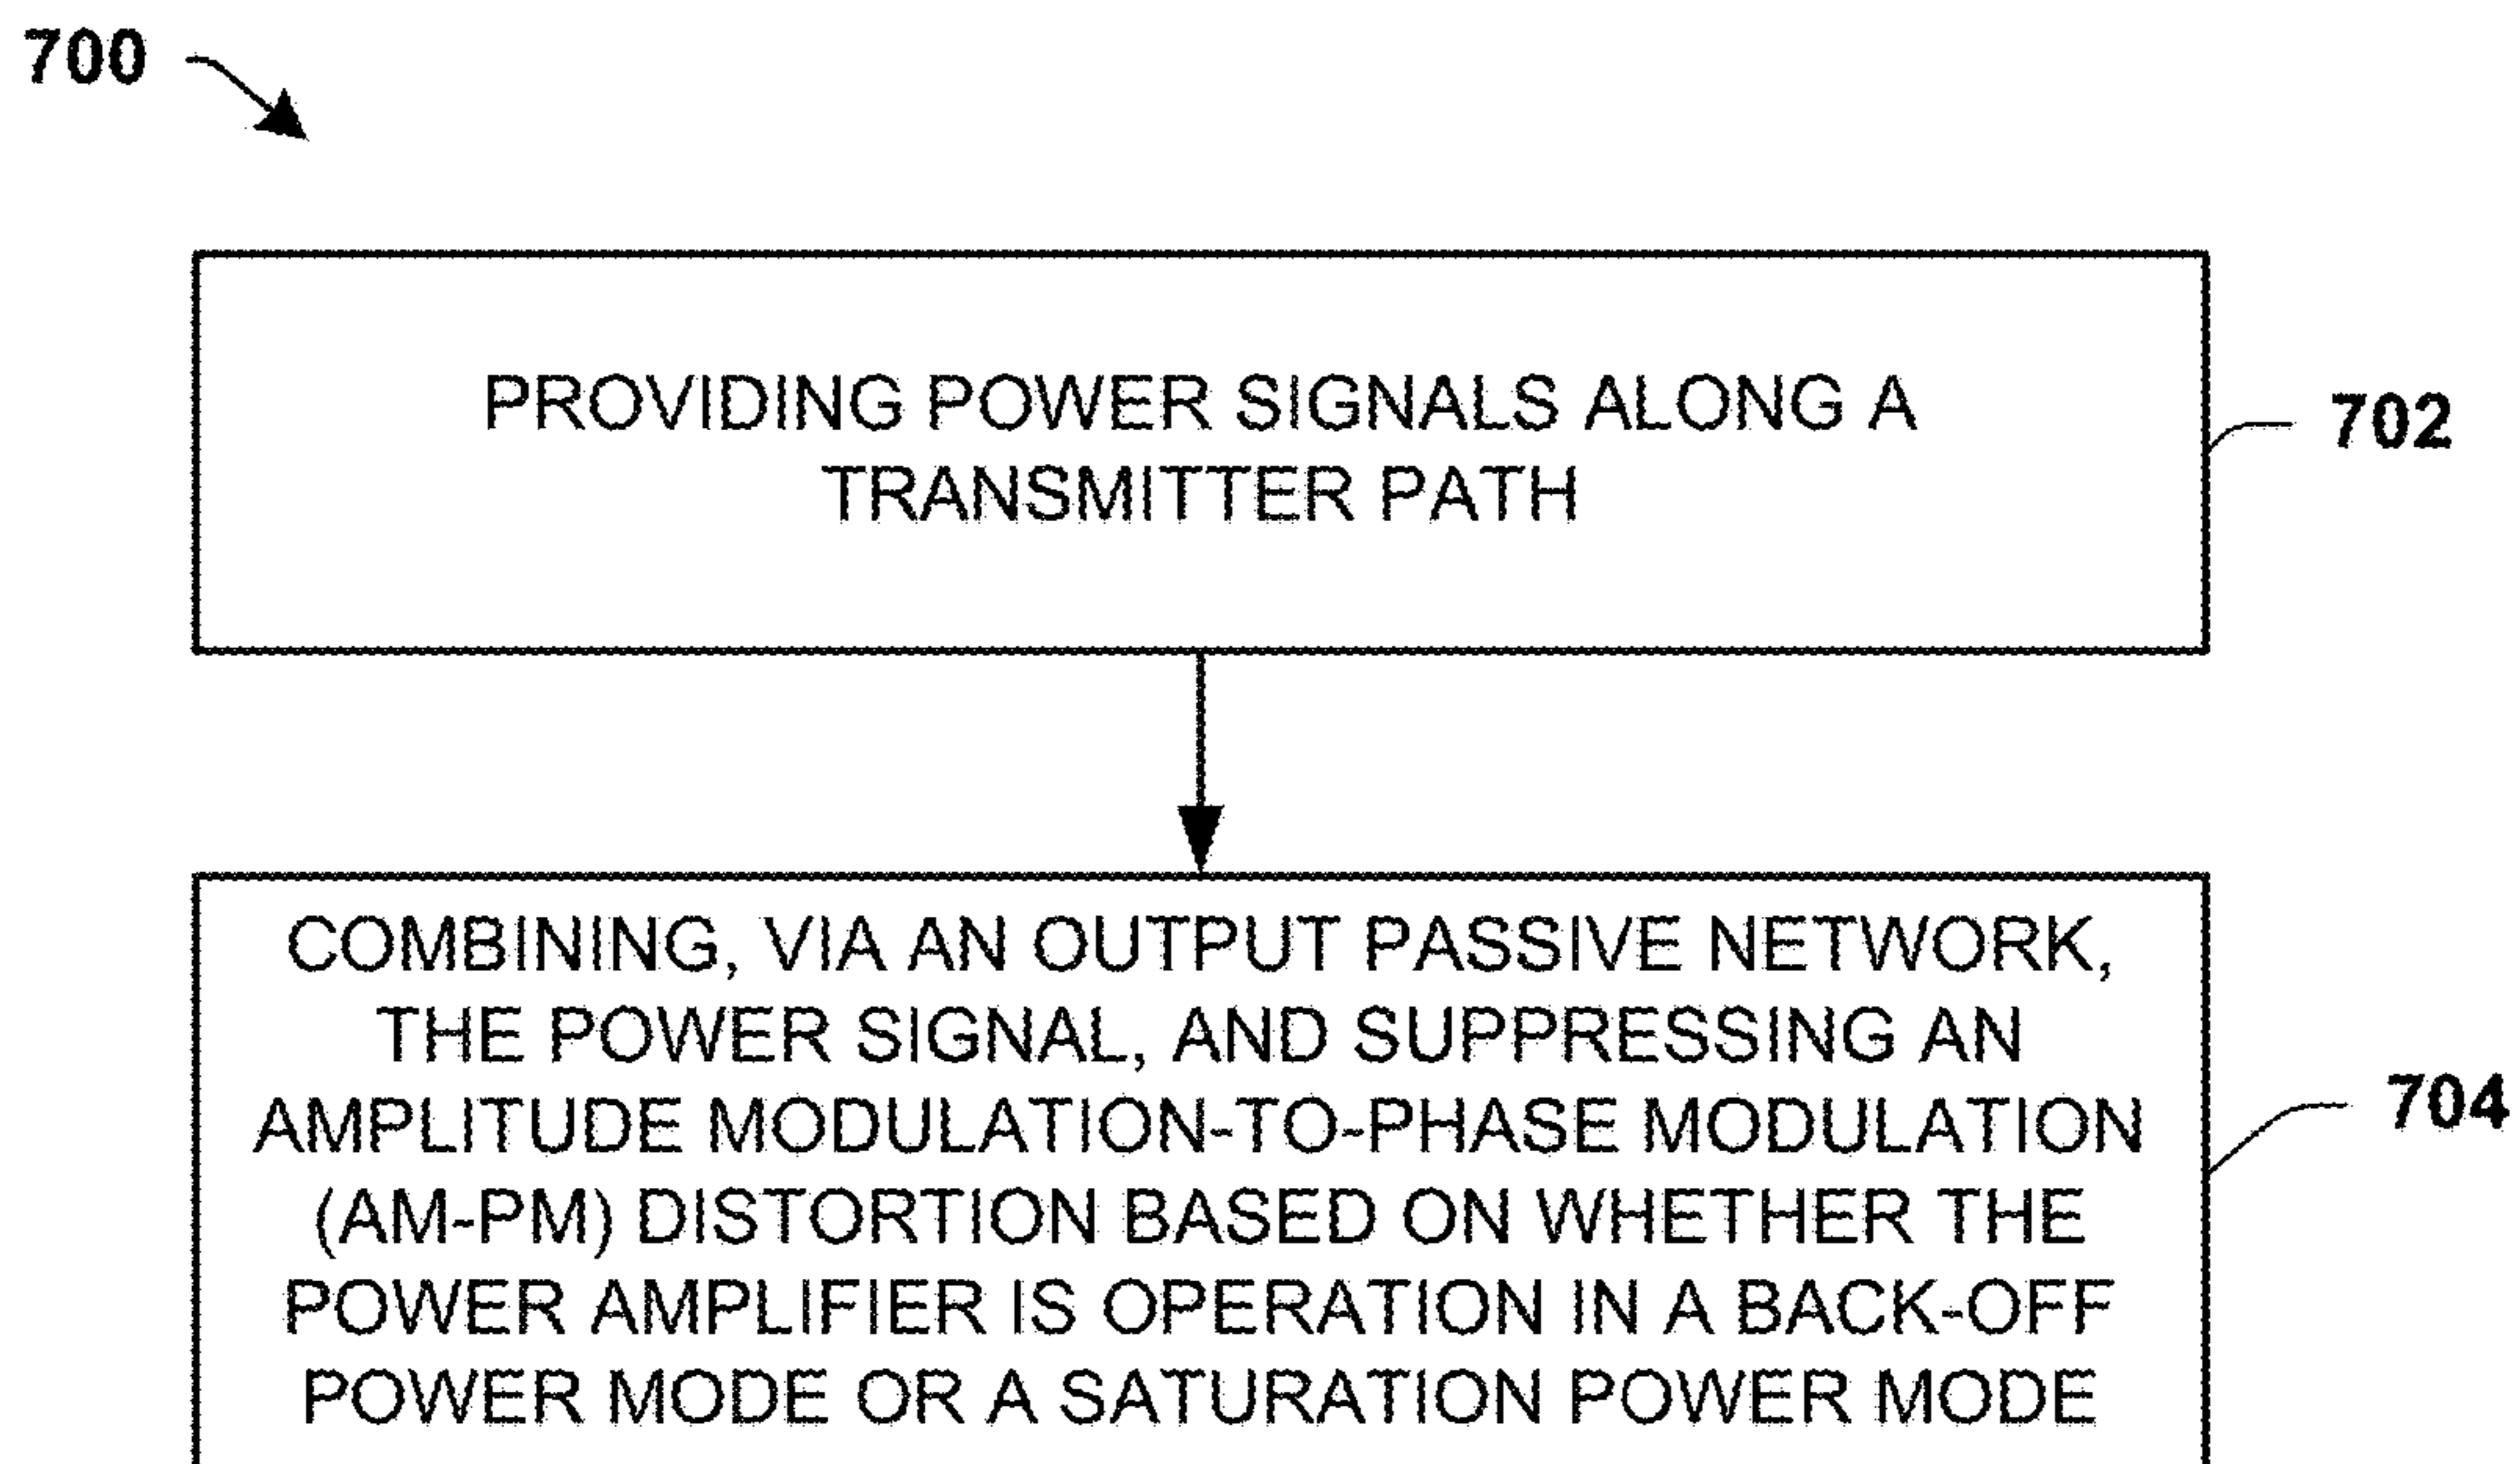 700
PROVIDING POWER SIGNALS ALONG A
TRANSMITTER PATH
702
COMBINING, VIA AN OUTPUT PASSIVE NETWORK,
THE POWER SIGNAL, AND SUPPRESSING AN
AMPLITUDE MODULATION-TO-PHASE MODULATION
(AM-PM) DISTORTION BASED ON WHETHER THE
POWER AMPLIFIER IS OPERATION IN A BACK-OFF
POWER MODE OR A SATURATION POWER MODE
704